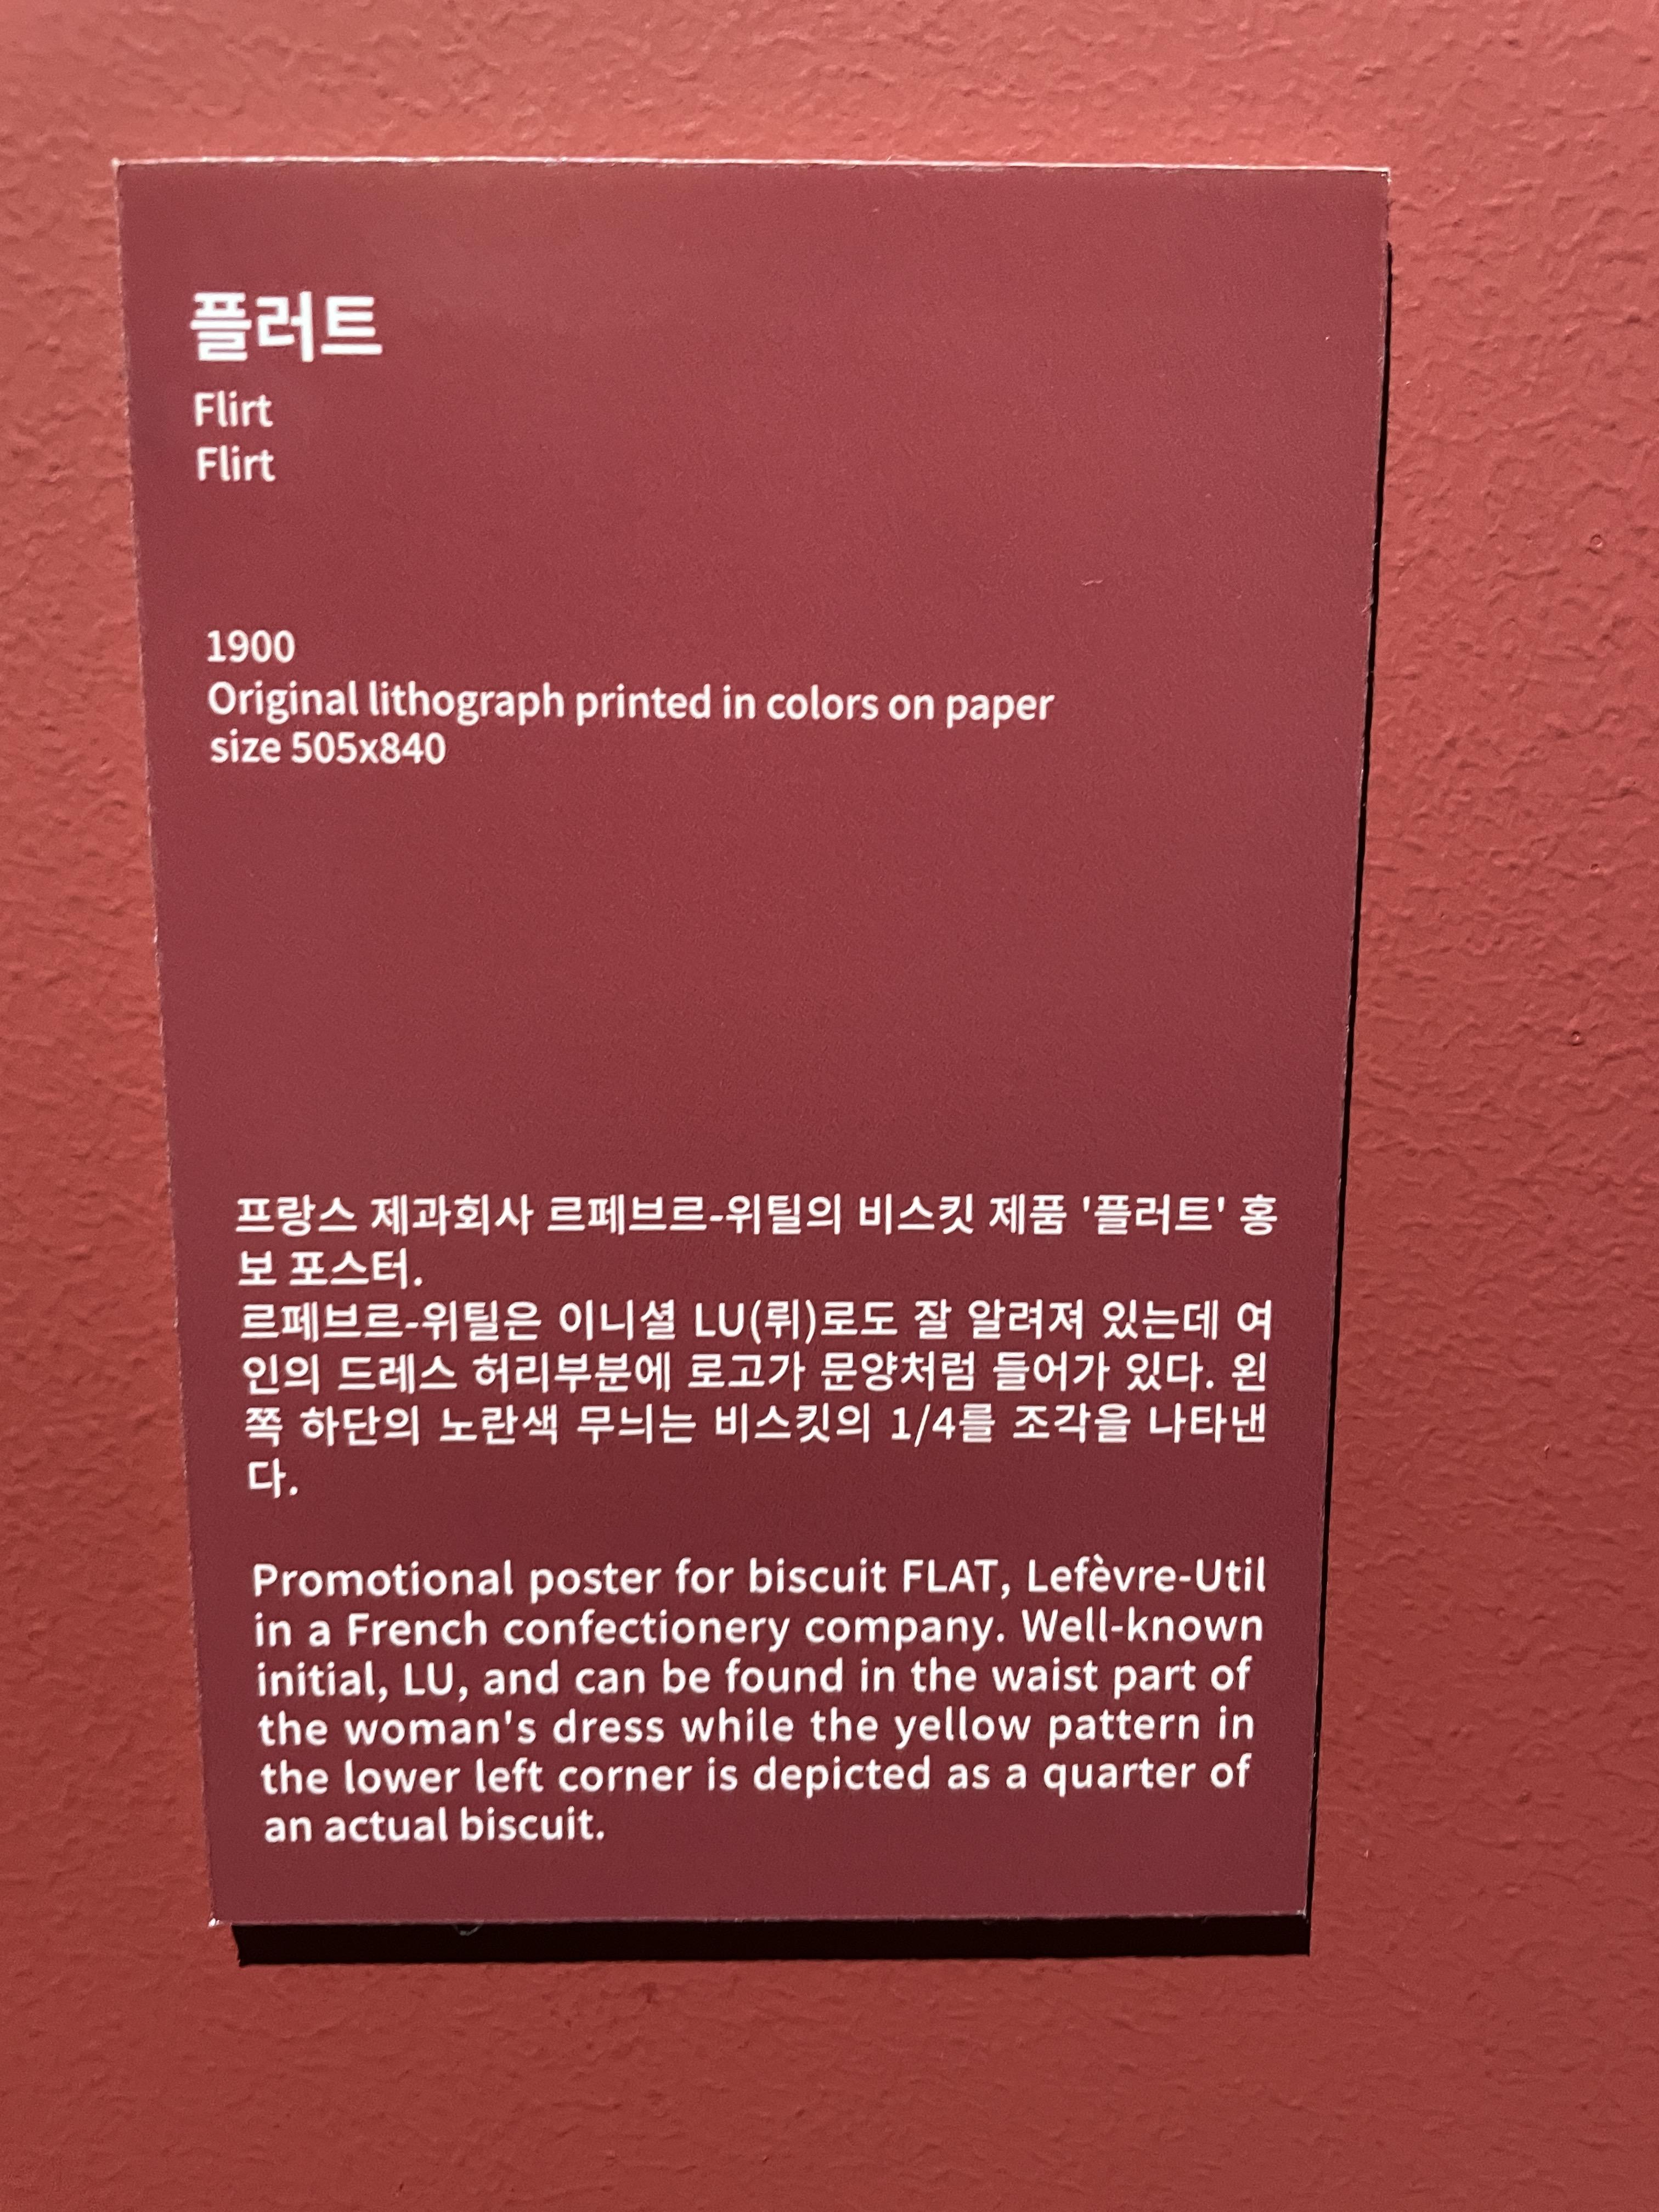 플러트
Flirt
Flirt
1900
Original lithograph printed in colors on paper
size 505x840
프랑스 제과회사 르페브르-위틸의 비스킷 제품 '플러트' 홍
보 포스터.
르페브르-위틸은 이니셜 LU(뤼)로도 잘 알려져 있는데 여
인의 드레스 허리부분에 로고가 문양처럼 들어가 있다. 왼
쪽 하단의 노란색 무늬는 비스킷의 1/4를 조각을 나타낸
다.
Promotional poster for biscuit FLAT, Lefèvre-Util
in a French confectionery company. Well-known
initial, LU, and can be found in the waist part of
the woman's dress while the yellow pattern in
the lower left corner is depicted as a quarter of
an actual biscuit.